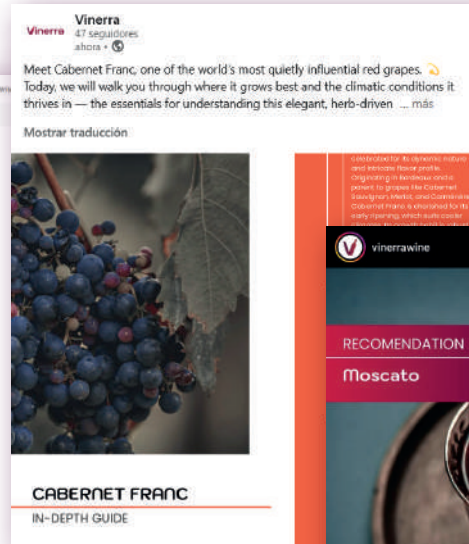 Vinerra
Vinerra
47 seguidores
ahora •
Meet Cabernet Franc, one of the world's most quietly influential red grapes.
Today, we will walk you through where it grows best and the climatic conditions it
thrives in — the essentials for understanding this elegant, herb-driven ... más
Mostrar traducción
celebrated for its dynamic nature
and intricate flavor profile.
Originating in Bordeaux and a
parent to grapes like Cabernet
Sauvignon, Merlot, and Carménère
Cabernet Franc is cherished for its
early ripening, which suits cooler
vinerrawine
RECOMENDATION
Moscato
CABERNET FRANC
IN-DEPTH GUIDE